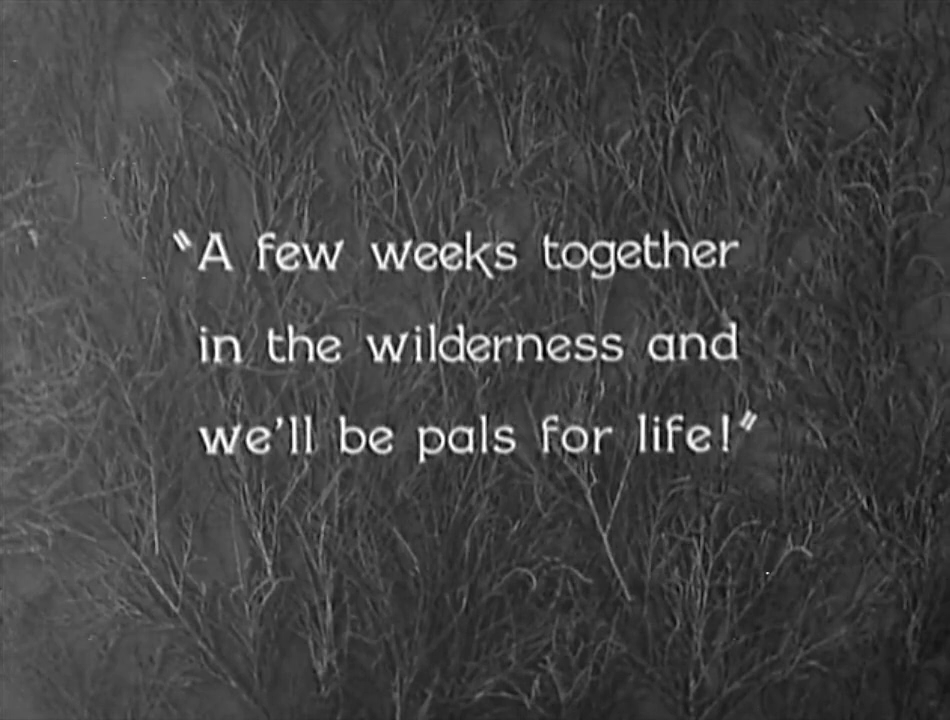 "A few weeks together
in the wilderness and
we'll be pals for life!"